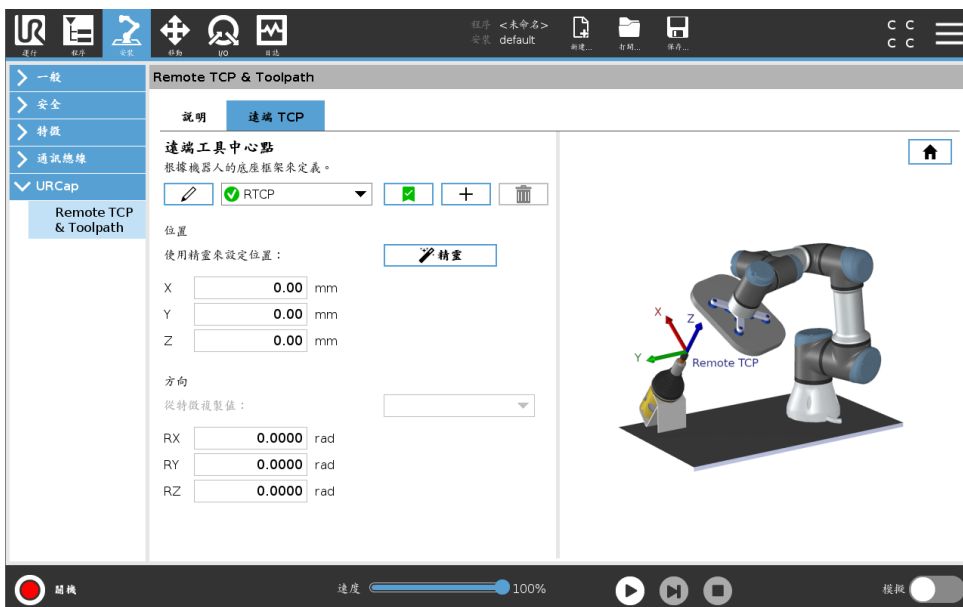 UR
運行
程序
安裝
移動
I/O
日誌
程序 <未命名>
安裝 default
新建...
打開...
保存...
C C
C C
一般
安全
特徵
通訊總線
URCap
Remote TCP
& Toolpath
Remote TCP & Toolpath
説明
遠端 TCP
遠端工具中心點
根據機器人的底座框架來定義。
RTCP
位置
使用精靈來設定位置：
精靈
X 0.00 mm
Y 0.00 mm
Z 0.00 mm
方向
從特徵複製值：
RX 0.0000 rad
RY 0.0000 rad
RZ 0.0000 rad
X
Z
Y
Remote TCP
關機
速度
100%
模擬